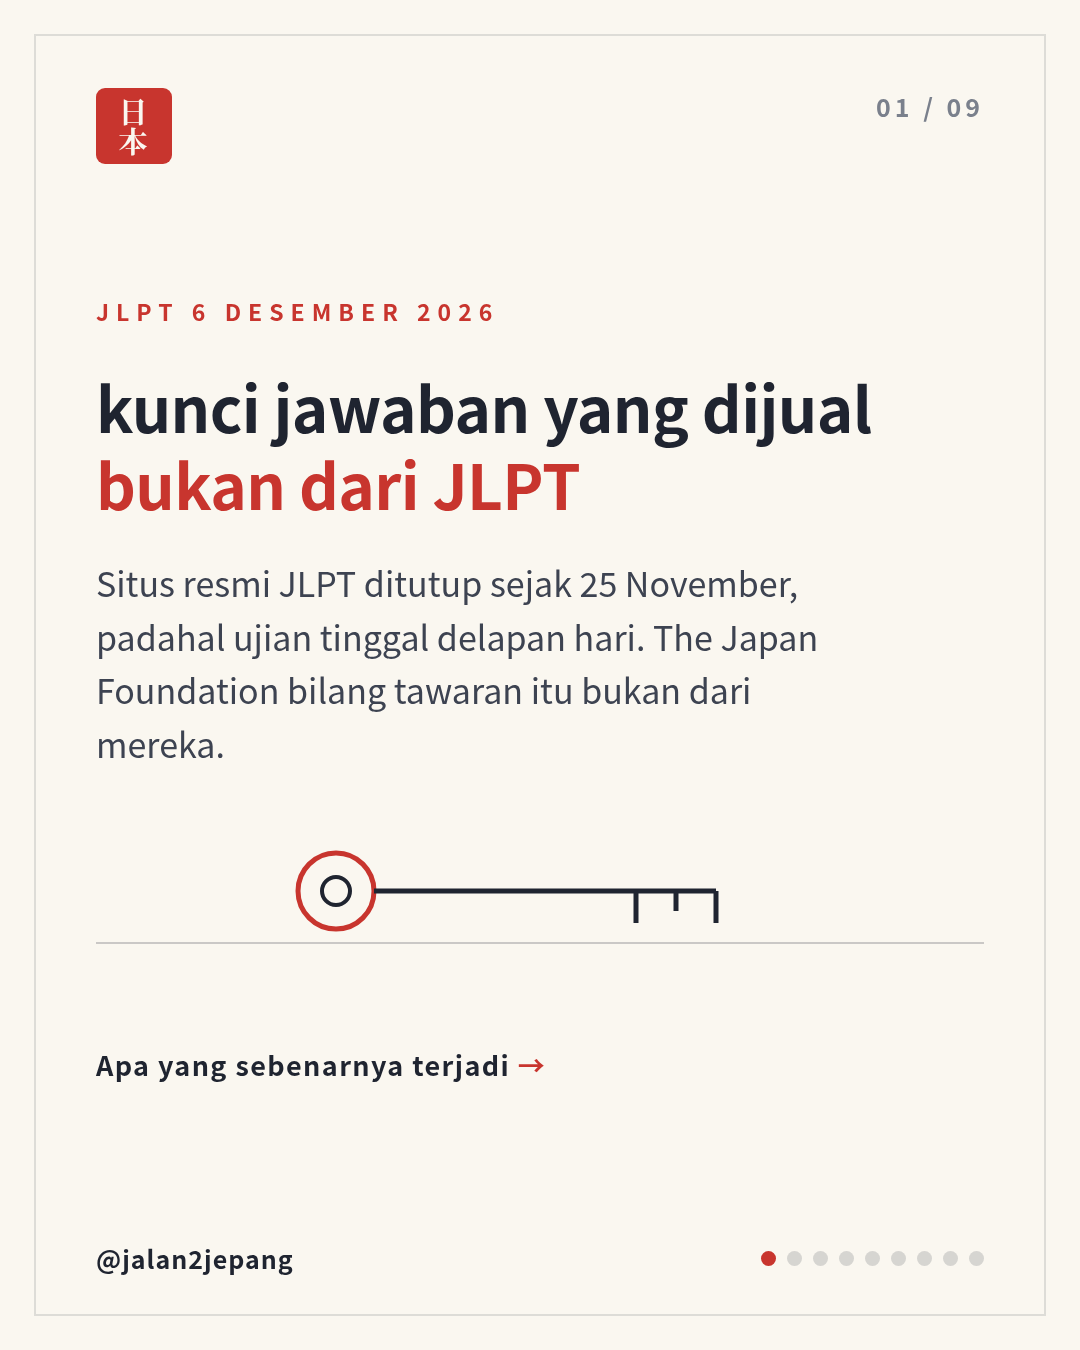 日本
01 / 09
JLPT 6 DESEMBER 2026
kunci jawaban yang dijual
bukan dari JLPT
Situs resmi JLPT ditutup sejak 25 November,
padahal ujian tinggal delapan hari. The Japan
Foundation bilang tawaran itu bukan dari
mereka.
Apa yang sebenarnya terjadi →
@jalan2jepang